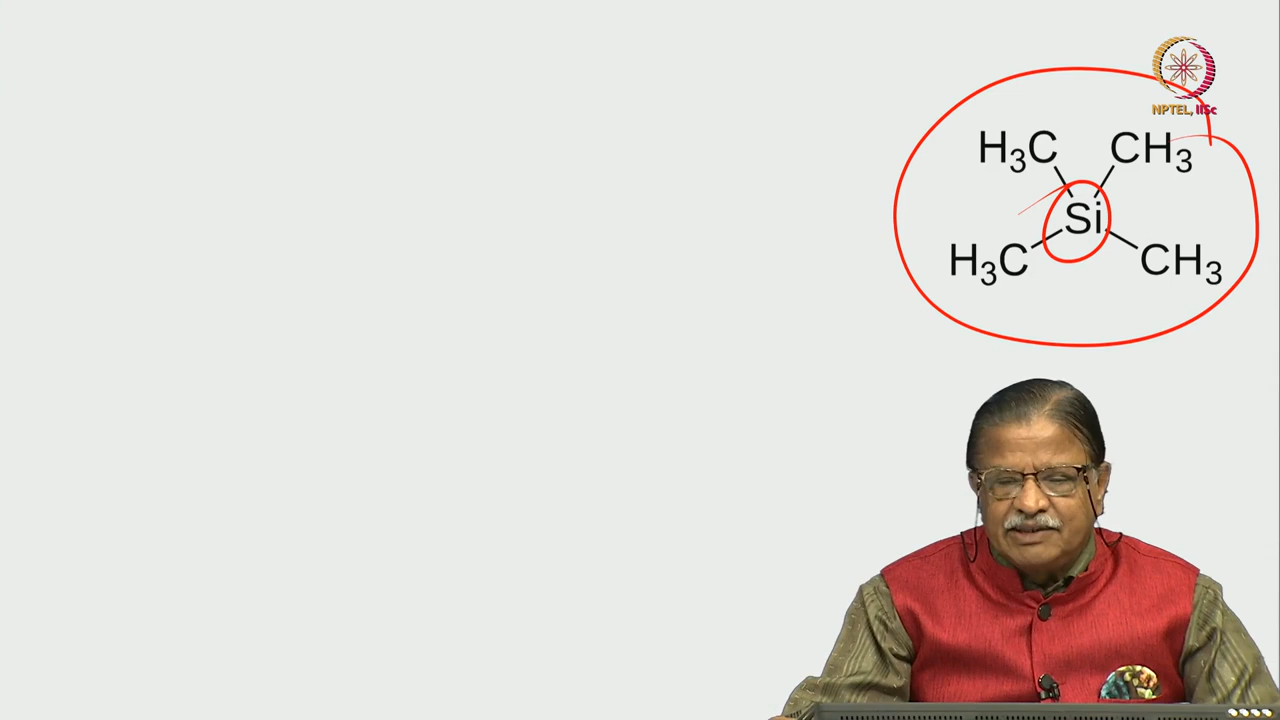 NPTEL, IISc
H₃C CH₃
Si
H₃C CH₃